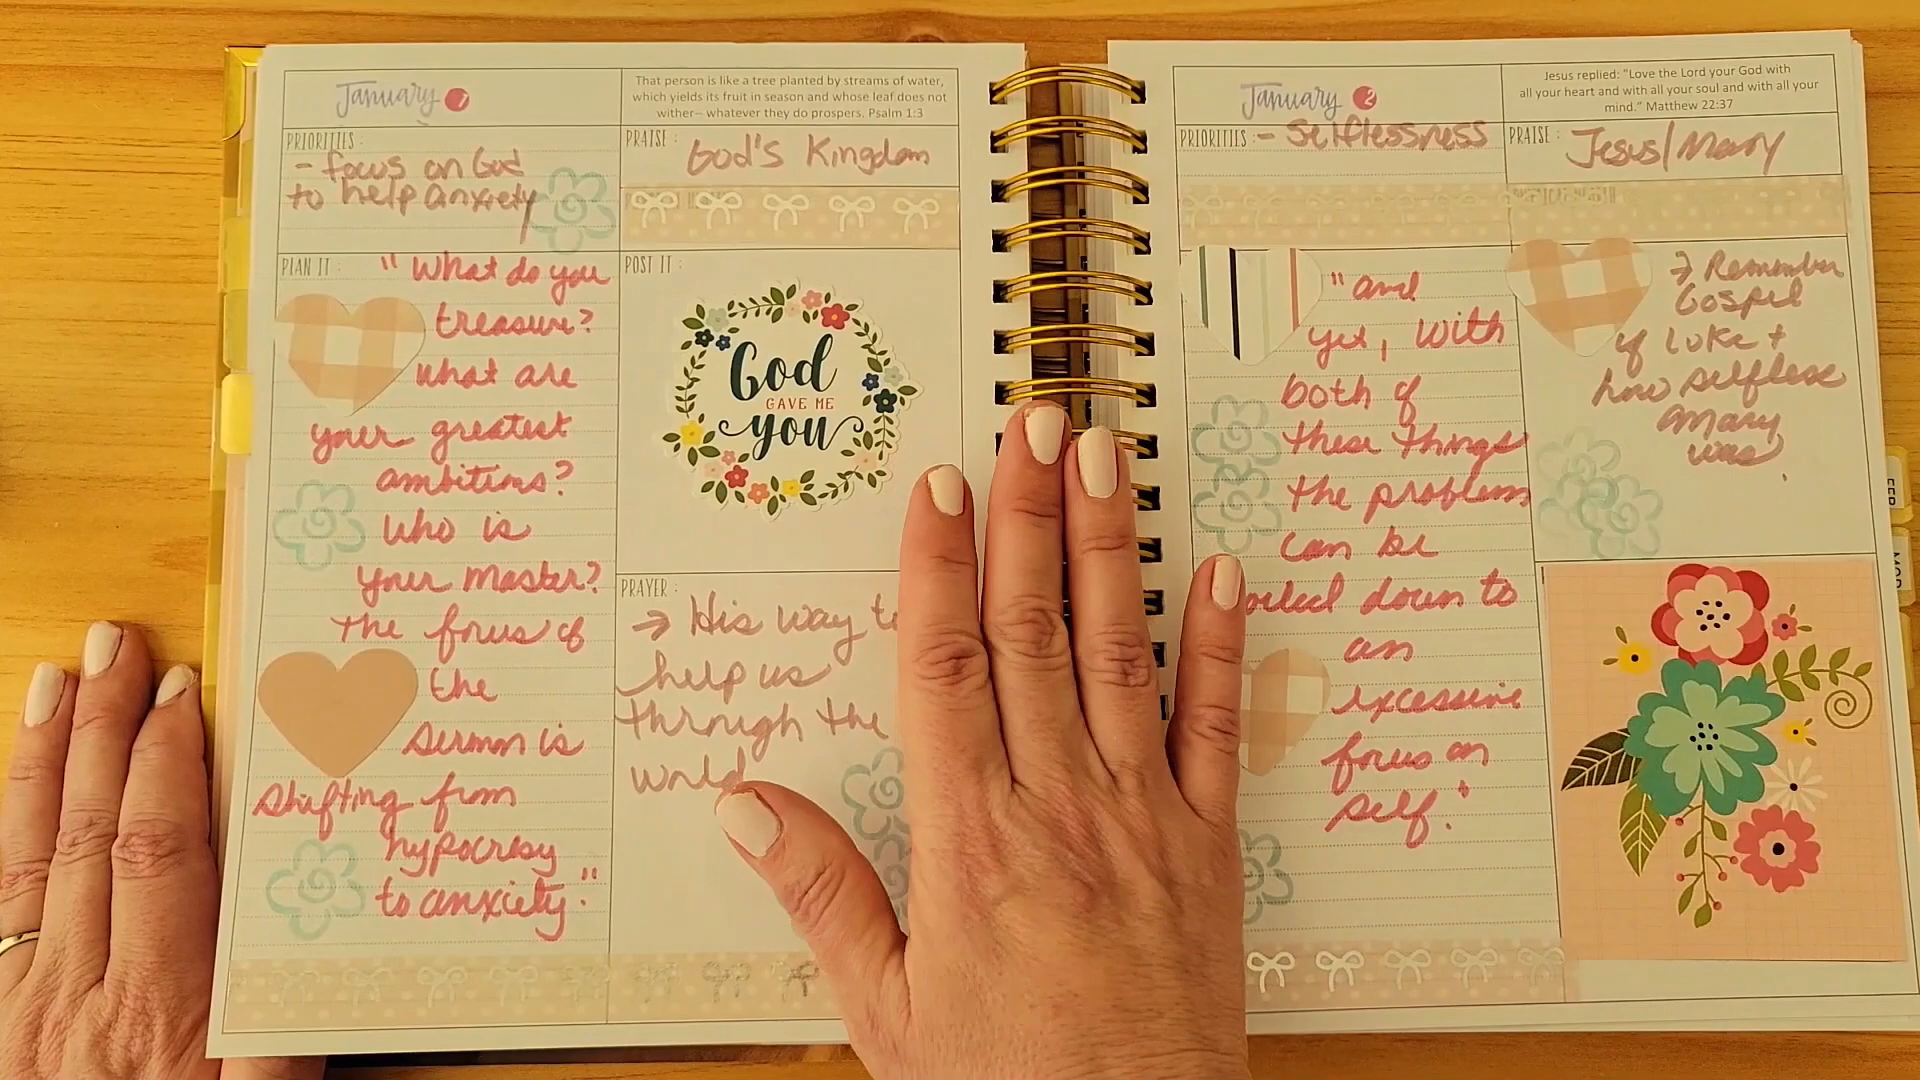 January 1
That person is like a tree planted by streams of water,
which yields its fruit in season and whose leaf does not
wither– whatever they do prospers. Psalm 1:3
PRIORITIES:
- focus on God
to help anxiety
PRAISE:
God's Kingdom
PLAN IT:
"What do you
treasure?
What are
your greatest
ambitions?
Who is
your Master?
The focus of
the
sermon is
shifting from
hypocrisy
to anxiety."
POST IT:
God
GAVE ME
you
PRAYER:
→ His way to
help us
through the
world
January 2
Jesus replied: "Love the Lord your God with
all your heart and with all your soul and with all your
mind." Matthew 22:37
PRIORITIES:
- Selflessness
PRAISE:
Jesus/Mary
"and
yet, with
both of
these things
the problem
can be
down to
an
excessive
focus on
self."
→ Remember
Gospel
of Luke +
how selfless
Mary
was.
FEB
MAR